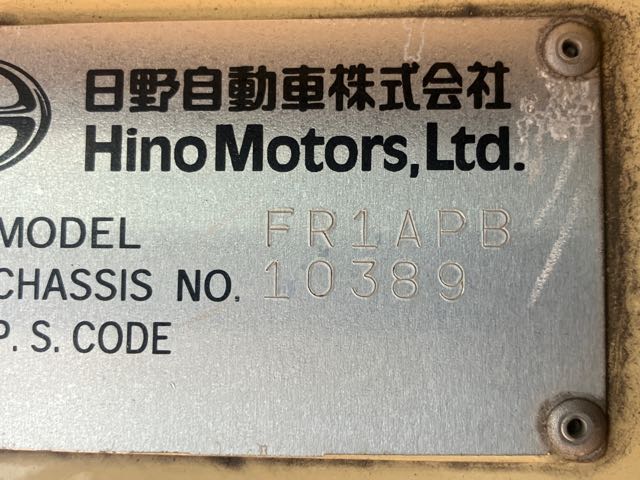 日野自動車株式会社
Hino Motors, Ltd.
MODEL FR1APB
CHASSIS NO. 10389
P. S. CODE